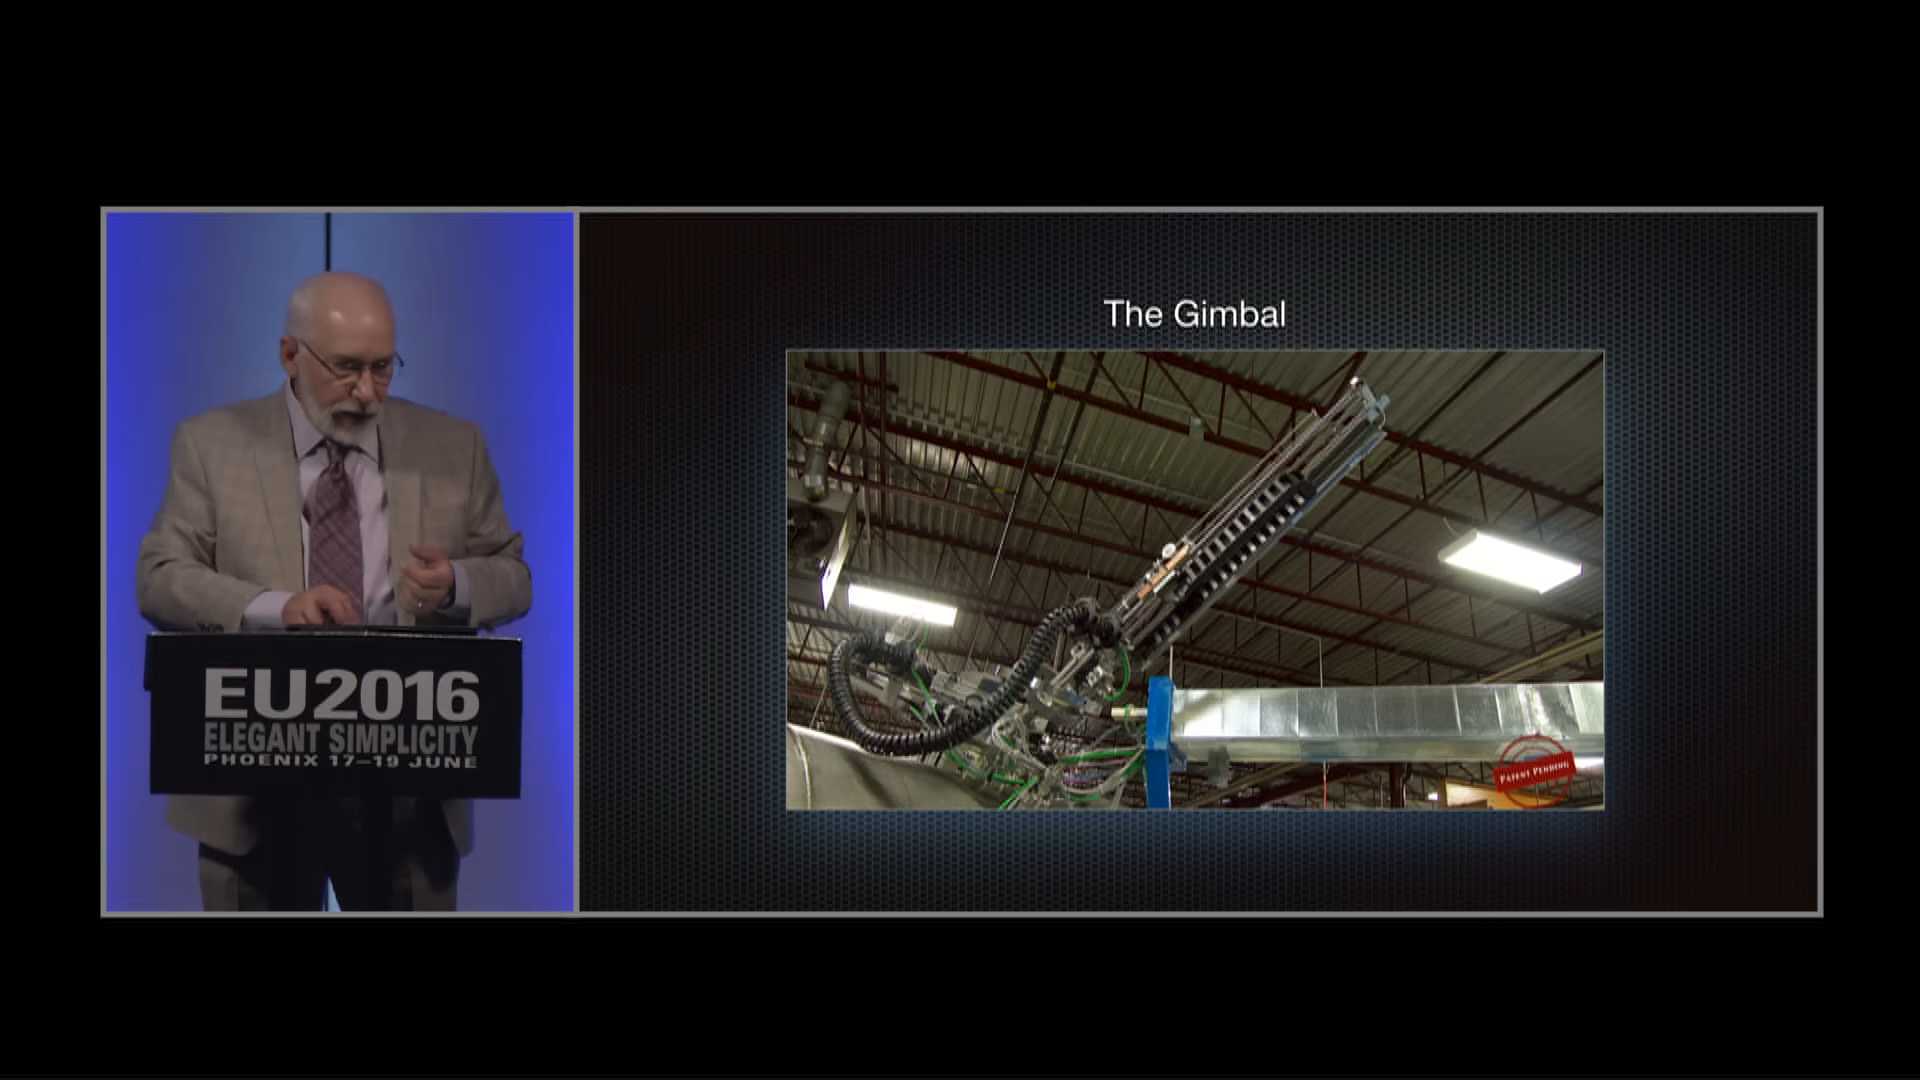 The Gimbal
PATENT PENDING
EU2016
ELEGANT SIMPLICITY
PHOENIX 17–19 JUNE